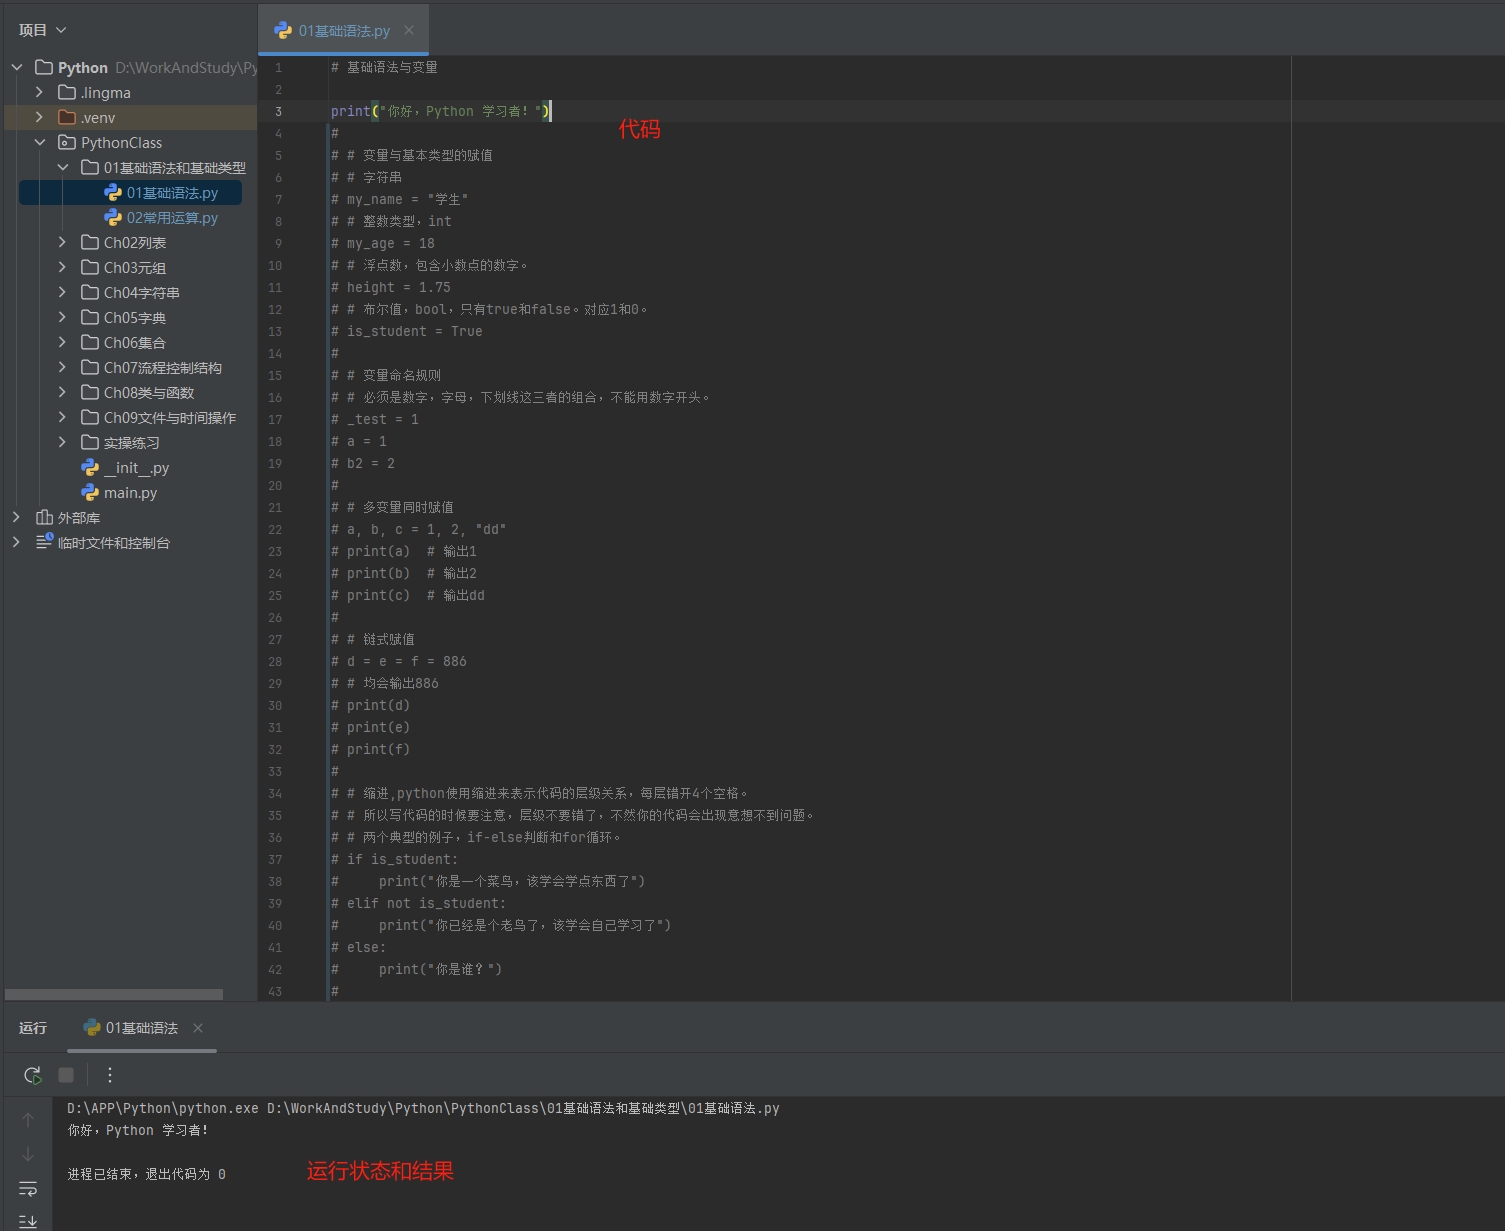 项目
01基础语法.py
Python D:\WorkAndStudy\Py
.lingma
.venv
PythonClass
01基础语法和基础类型
01基础语法.py
02常用运算.py
Ch02列表
Ch03元组
Ch04字符串
Ch05字典
Ch06集合
Ch07流程控制结构
Ch08类与函数
Ch09文件与时间操作
实操练习
__init__.py
main.py
外部库
临时文件和控制台
1 # 基础语法与变量
2
3 print("你好，Python 学习者！")
代码
4 #
5 # # 变量与基本类型的赋值
6 # # 字符串
7 # my_name = "学生"
8 # # 整数类型，int
9 # my_age = 18
10 # # 浮点数，包含小数点的数字。
11 # height = 1.75
12 # # 布尔值，bool，只有true和false。对应1和0。
13 # is_student = True
14 #
15 # # 变量命名规则
16 # # 必须是数字，字母，下划线这三者的组合，不能用数字开头。
17 # _test = 1
18 # a = 1
19 # b2 = 2
20 #
21 # # 多变量同时赋值
22 # a, b, c = 1, 2, "dd"
23 # print(a)  # 输出1
24 # print(b)  # 输出2
25 # print(c)  # 输出dd
26 #
27 # # 链式赋值
28 # d = e = f = 886
29 # # 均会输出886
30 # print(d)
31 # print(e)
32 # print(f)
33 #
34 # # 缩进,python使用缩进来表示代码的层级关系，每层错开4个空格。
35 # # 所以写代码的时候要注意，层级不要错了，不然你的代码会出现意想不到问题。
36 # # 两个典型的例子，if-else判断和for循环。
37 # if is_student:
38 #     print("你是一个菜鸟，该学会学点东西了")
39 # elif not is_student:
40 #     print("你已经是个老鸟了，该学会自己学习了")
41 # else:
42 #     print("你是谁？")
43 #
运行
01基础语法
D:\APP\Python\python.exe D:\WorkAndStudy\Python\PythonClass\01基础语法和基础类型\01基础语法.py
你好，Python 学习者！
进程已结束，退出代码为 0
运行状态和结果